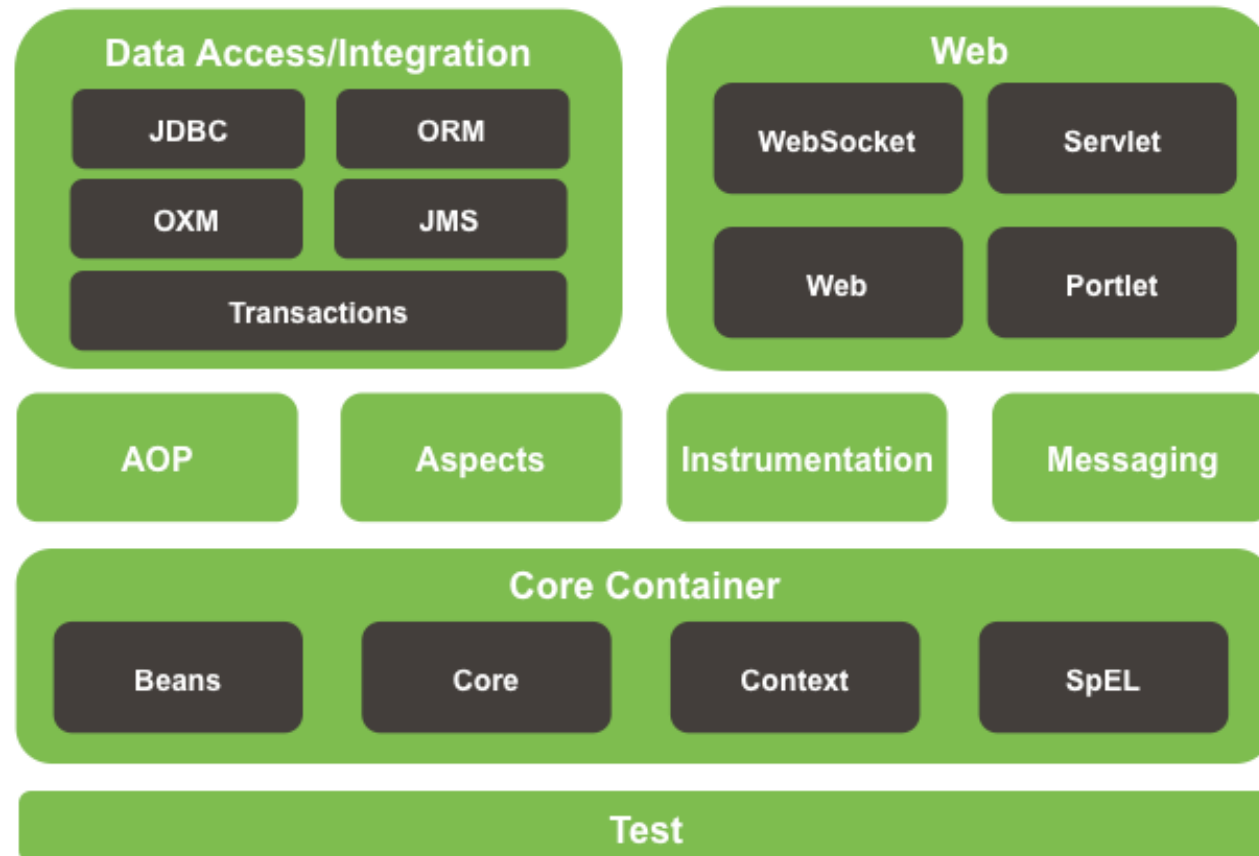 Data Access/Integration
JDBC
ORM
OXM
JMS
Transactions
Web
WebSocket
Servlet
Web
Portlet
AOP
Aspects
Instrumentation
Messaging
Core Container
Beans
Core
Context
SpEL
Test